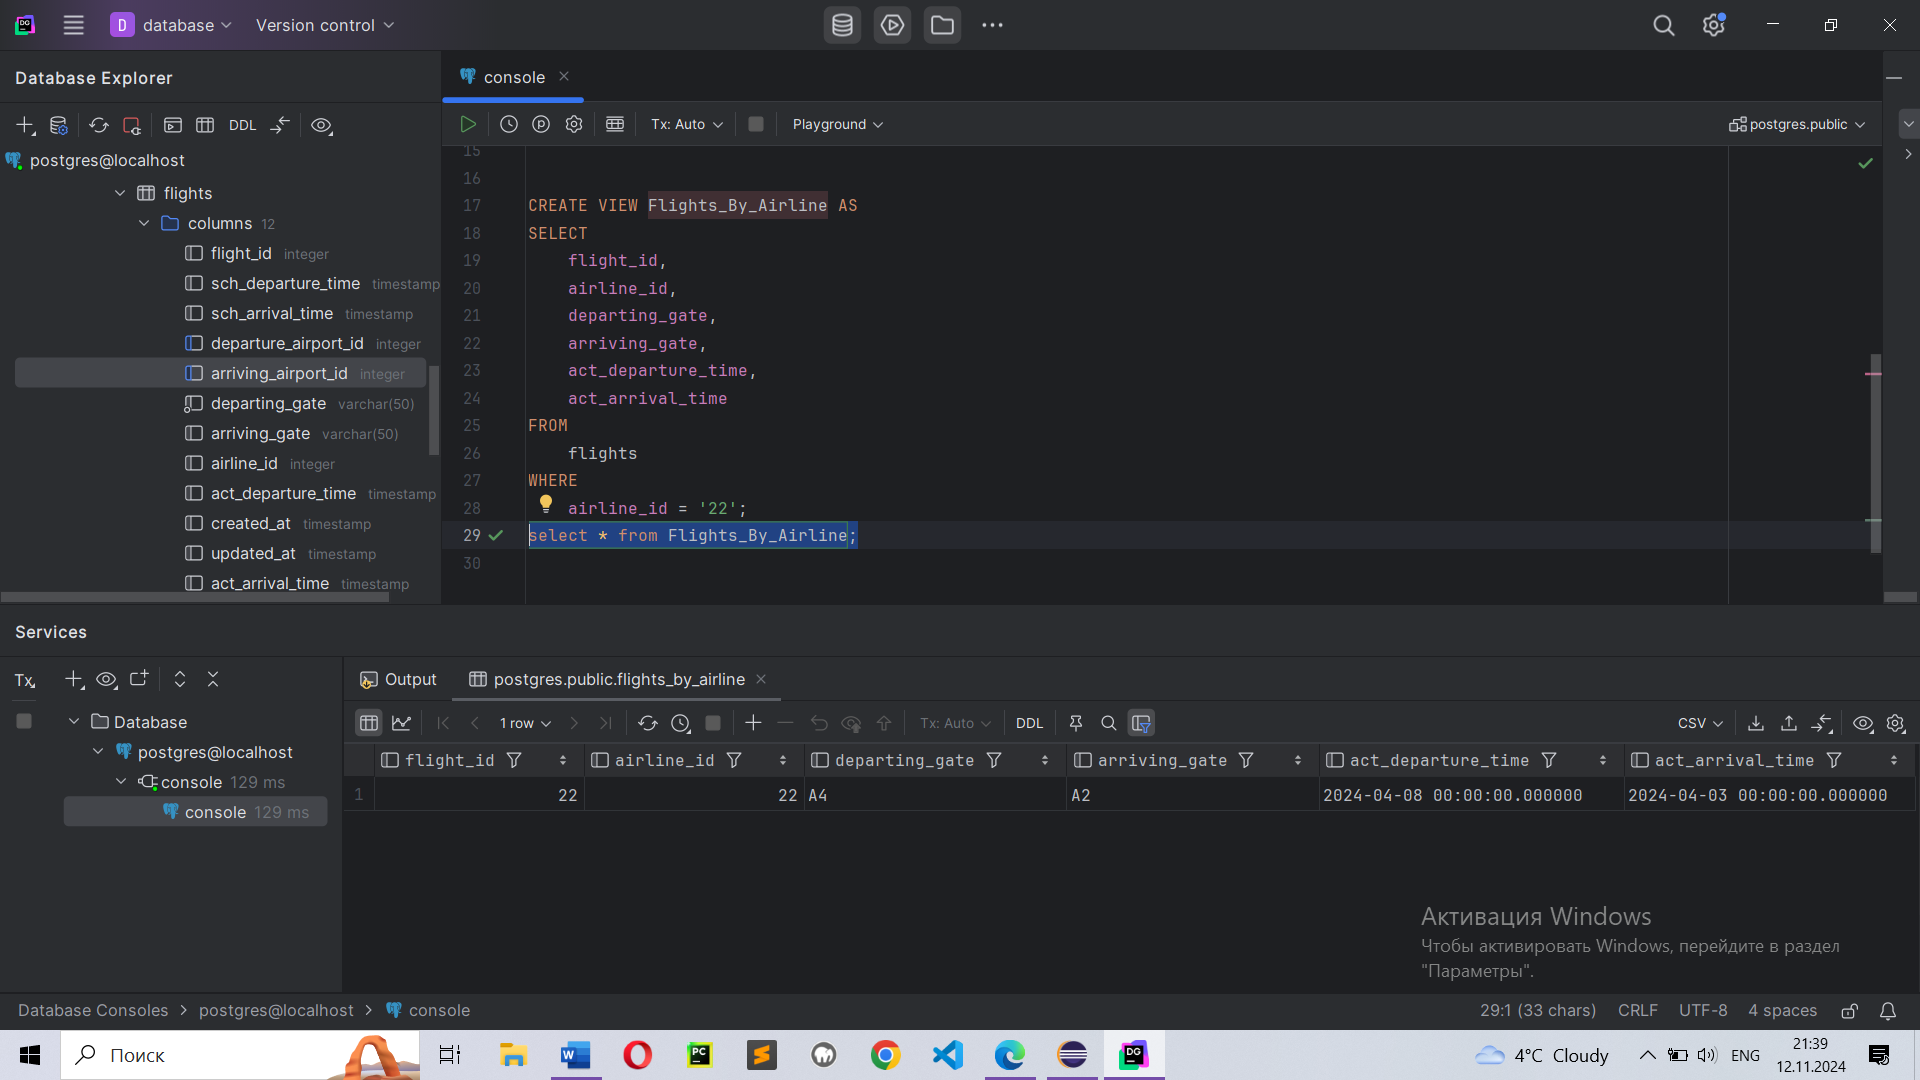 DG
D database Version control
Database Explorer
console
DDL
Tx: Auto Playground postgres.public
postgres@localhost
flights
columns 12
flight_id integer
sch_departure_time timestamp
sch_arrival_time timestamp
departure_airport_id integer
arriving_airport_id integer
departing_gate varchar(50)
arriving_gate varchar(50)
airline_id integer
act_departure_time timestamp
created_at timestamp
updated_at timestamp
act_arrival_time timestamp
15
16
17 CREATE VIEW Flights_By_Airline AS
18 SELECT
19 flight_id,
20 airline_id,
21 departing_gate,
22 arriving_gate,
23 act_departure_time,
24 act_arrival_time
25 FROM
26 flights
27 WHERE
28 airline_id = '22';
29 select * from Flights_By_Airline;
30
Services
Tx
Database
postgres@localhost
console 129 ms
console 129 ms
Output postgres.public.flights_by_airline
1 row Tx: Auto DDL CSV
flight_id airline_id departing_gate arriving_gate act_departure_time act_arrival_time
1 22 22 A4 A2 2024-04-08 00:00:00.000000 2024-04-03 00:00:00.000000
Активация Windows
Чтобы активировать Windows, перейдите в раздел
"Параметры".
Database Consoles > postgres@localhost > console
29:1 (33 chars) CRLF UTF-8 4 spaces
Поиск
PC
DG
4°C Cloudy
ENG
21:39
12.11.2024